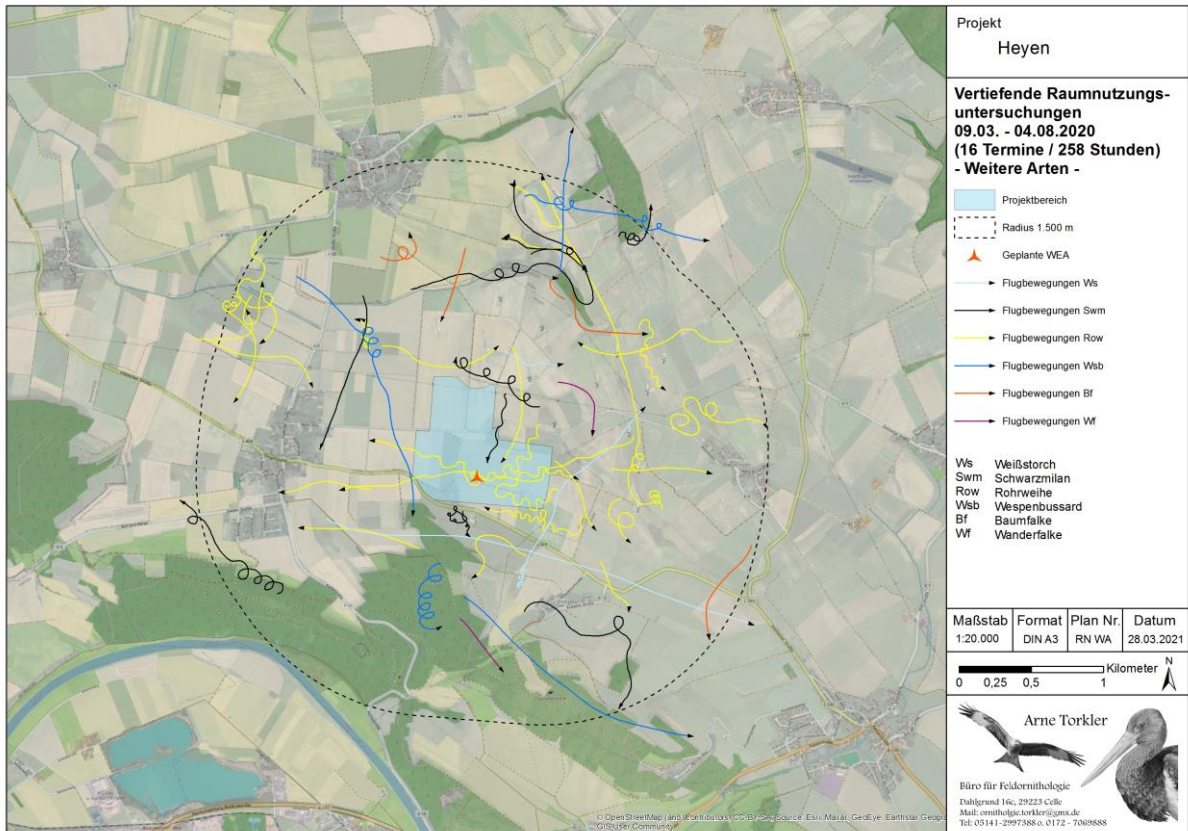 Projekt
Heyen
Vertiefende Raumnutzungs-
untersuchungen
09.03. - 04.08.2020
(16 Termine / 258 Stunden)
- Weitere Arten -
Projektbereich
Radius 1.500 m
Geplante WEA
Flugbewegungen Ws
Flugbewegungen Swm
Flugbewegungen Row
Flugbewegungen Wsb
Flugbewegungen Bf
Flugbewegungen Wf
Ws Weißstorch
Swm Schwarzmilan
Row Rohrweihe
Wsb Wespenbussard
Bf Baumfalke
Wf Wanderfalke
Maßstab Format Plan Nr. Datum
1:20.000 DIN A3 RN WA 28.03.2021
Kilometer N
0 0,25 0,5 1
Arne Torkler
Büro für Feldornithologie
Dahlgrund 16c, 29223 Celle
Mail: ornitholgie.torkler@gmx.de
Tel: 05141-2997388 o. 0172 - 7069888
© OpenStreetMap (and) contributors, CC-BY-SA, Source: Esri, Maxar, GeoEye, Earthstar Geogra
GIS User Community